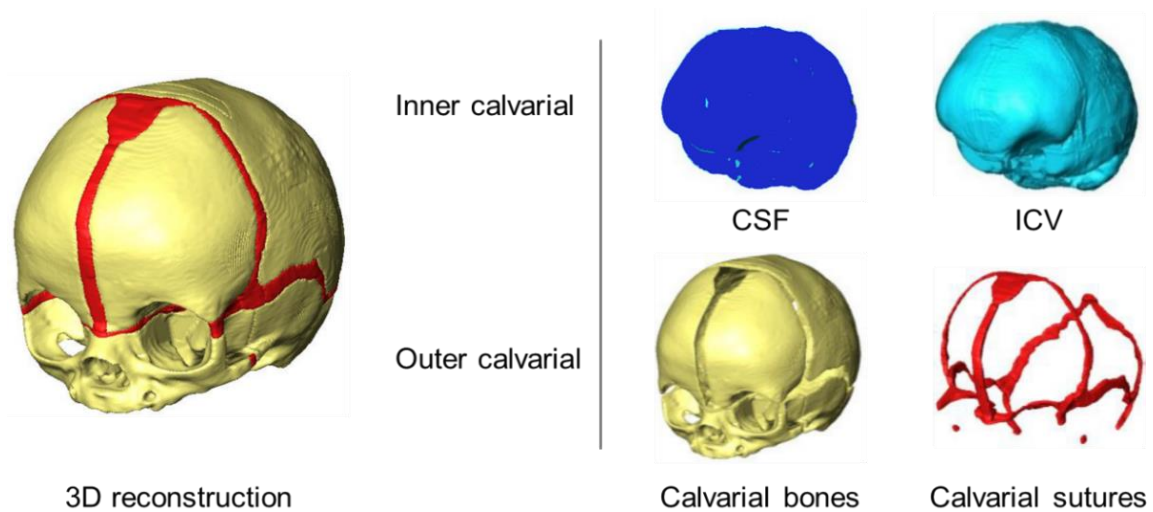 Inner calvarial
CSF
ICV
Outer calvarial
3D reconstruction
Calvarial bones
Calvarial sutures